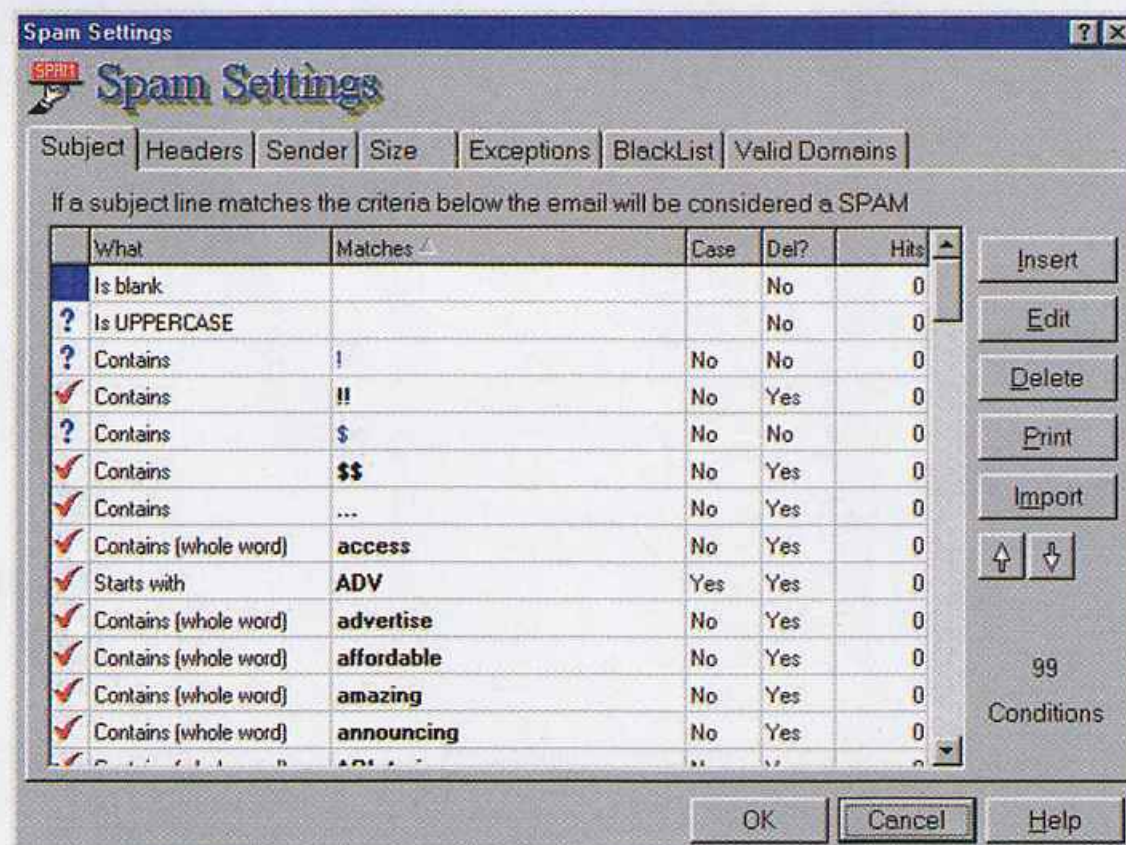 Spam Settings
SPAM Spam Settings
Subject Headers Sender Size Exceptions BlackList Valid Domains
If a subject line matches the criteria below the email will be considered a SPAM
What Matches Case Del? Hits
Is blank No 0
? Is UPPERCASE No 0
? Contains ! No No 0
Contains !! No Yes 0
? Contains $ No No 0
Contains $$ No Yes 0
Contains ... No Yes 0
Contains (whole word) access No Yes 0
Starts with ADV Yes Yes 0
Contains (whole word) advertise No Yes 0
Contains (whole word) affordable No Yes 0
Contains (whole word) amazing No Yes 0
Contains (whole word) announcing No Yes 0
Insert
Edit
Delete
Print
Import
99
Conditions
OK Cancel Help